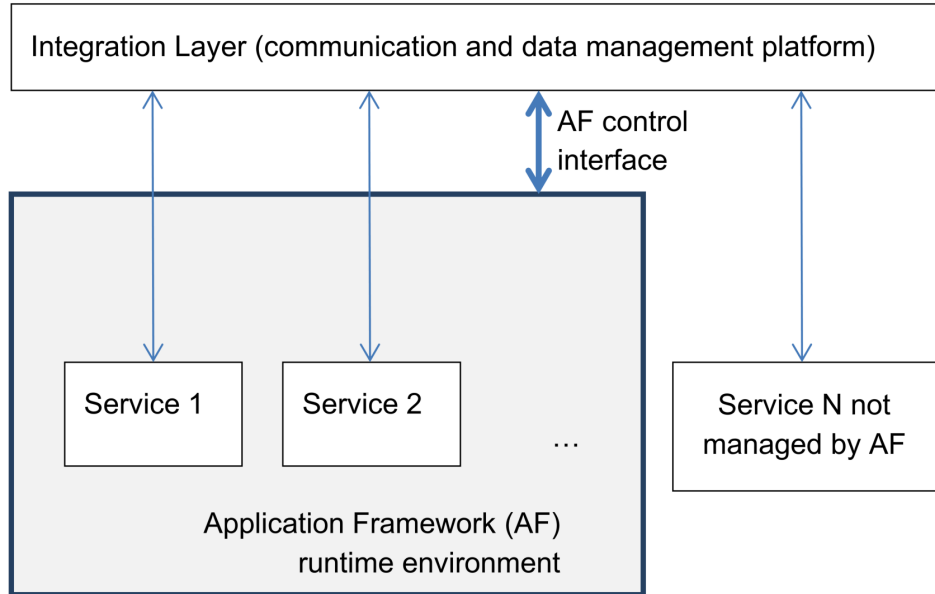 Integration Layer (communication and data management platform)
AF control
interface
Service 1
Service 2
...
Service N not
managed by AF
Application Framework (AF)
runtime environment